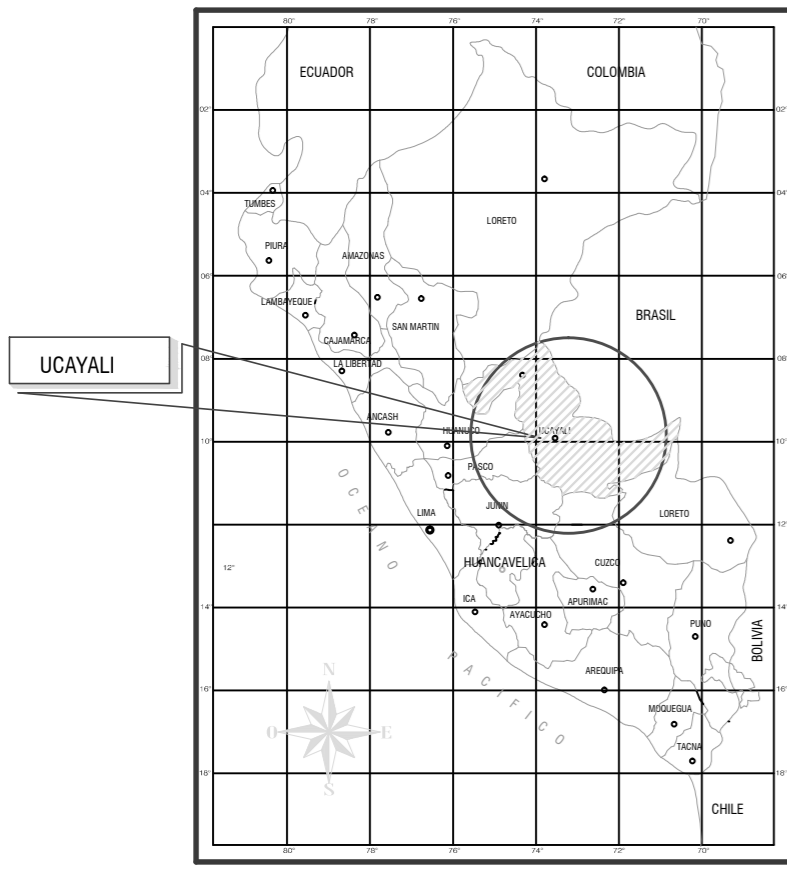 80°
78°
76°
74°
72°
70°
ECUADOR
COLOMBIA
02°
02°
04°
04°
TUMBES
LORETO
PIURA
AMAZONAS
06°
06°
LAMBAYEQUE
BRASIL
SAN MARTIN
CAJAMARCA
UCAYALI
08°
08°
LA LIBERTAD
ANCASH
HUANUCO
UCAYALI
10°
10°
PASCO
OCEANO
LIMA
JUNIN
LORETO
12°
12°
HUANCAVELICA
CUZCO
ICA
APURIMAC
14°
14°
AYACUCHO
PUNO
BOLIVIA
PACIFICO
AREQUIPA
N
16°
16°
MOQUEGUA
O
E
TACNA
18°
18°
S
CHILE
80°
78°
76°
74°
72°
70°